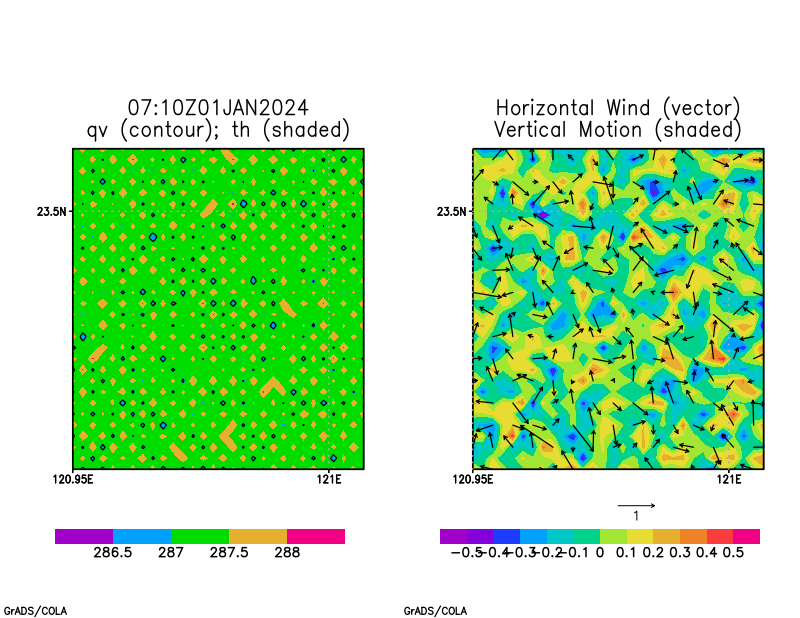 07:10Z01JAN2024
qv (contour); th (shaded)
Horizontal Wind (vector)
Vertical Motion (shaded)
23.5N
23.5N
120.95E
121E
120.95E
121E
1
286.5 287 287.5 288
-0.5 -0.4 -0.3 -0.2 -0.1 0 0.1 0.2 0.3 0.4 0.5
GrADS/COLA
GrADS/COLA